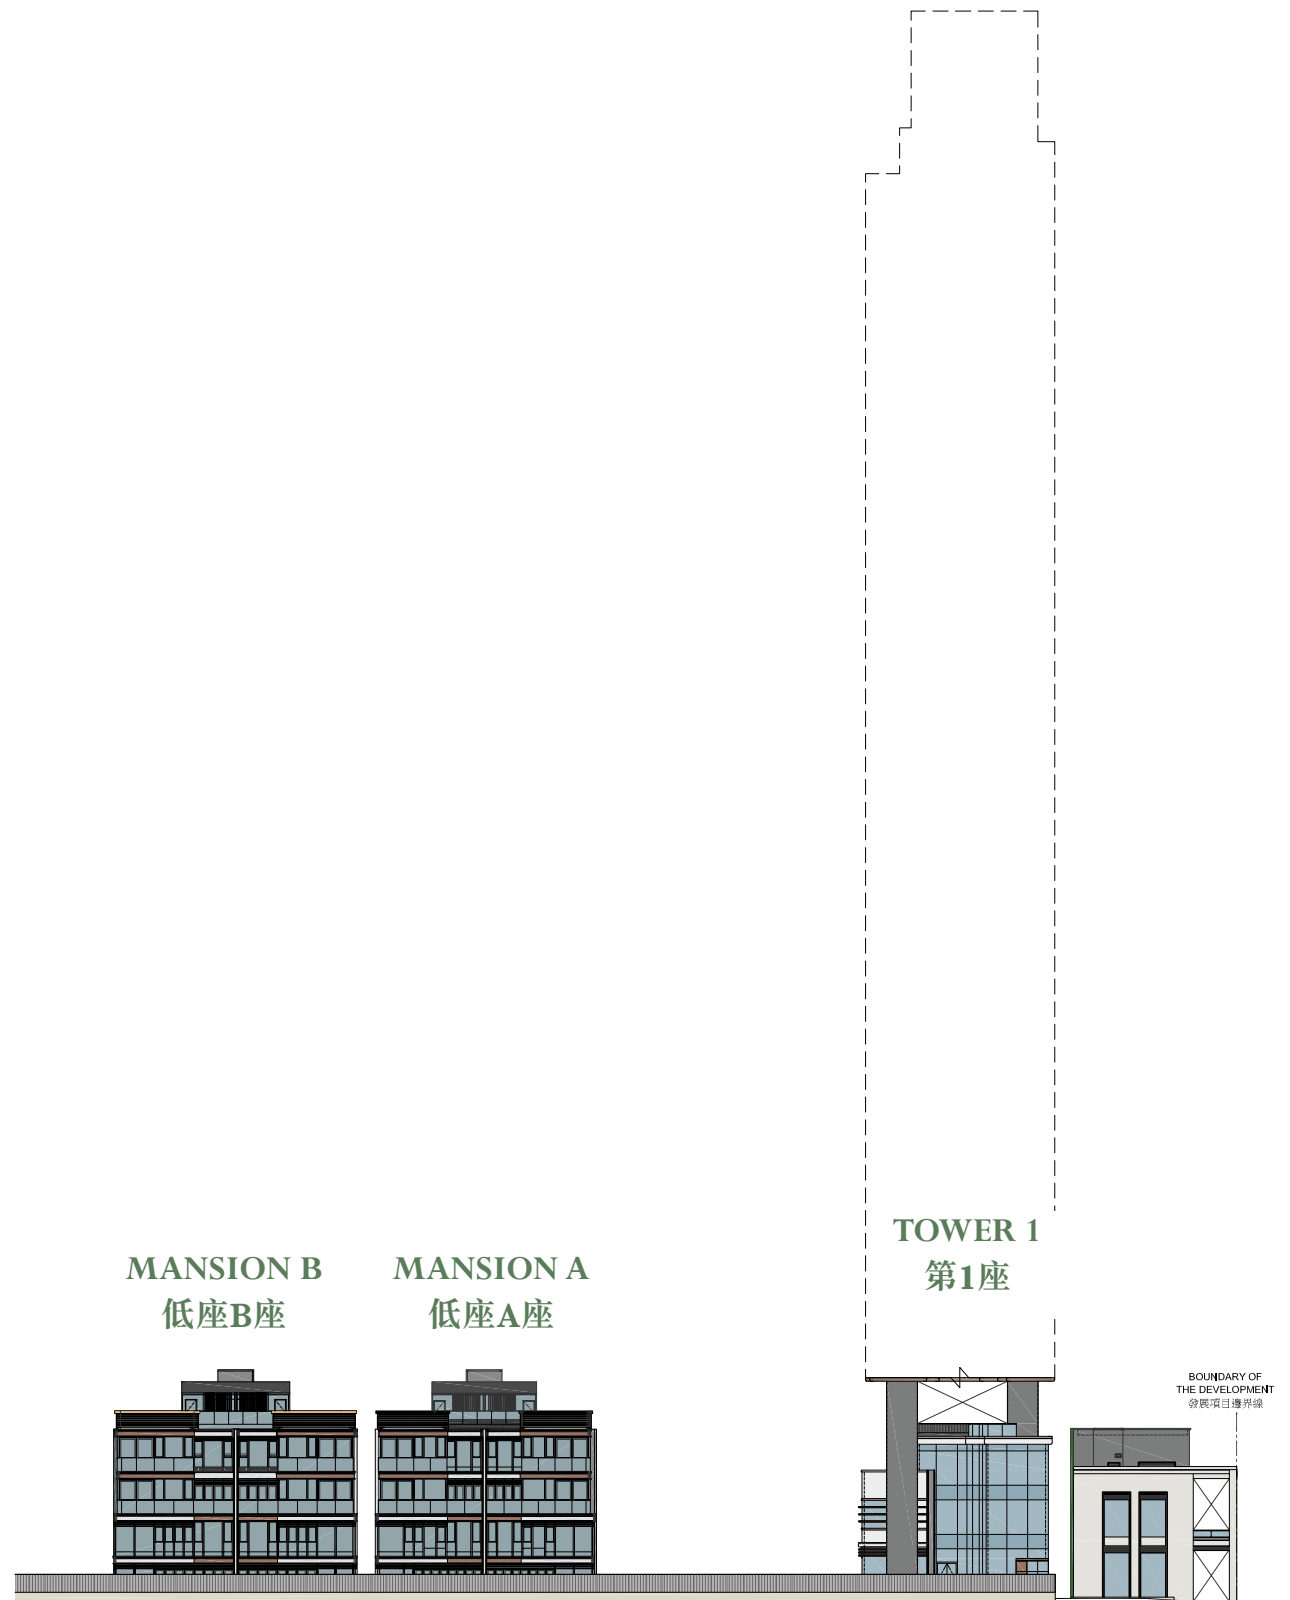 TOWER 1
第1座
MANSION B
低座B座
MANSION A
低座A座
BOUNDARY OF
THE DEVELOPMENT
發展項目邊界線